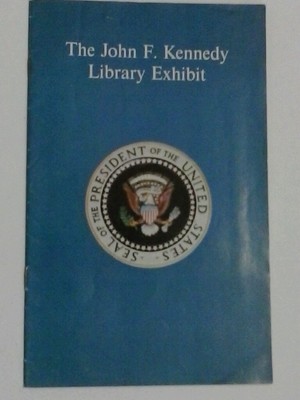 The John F. Kennedy
Library Exhibit
SEAL OF THE PRESIDENT OF THE UNITED STATES